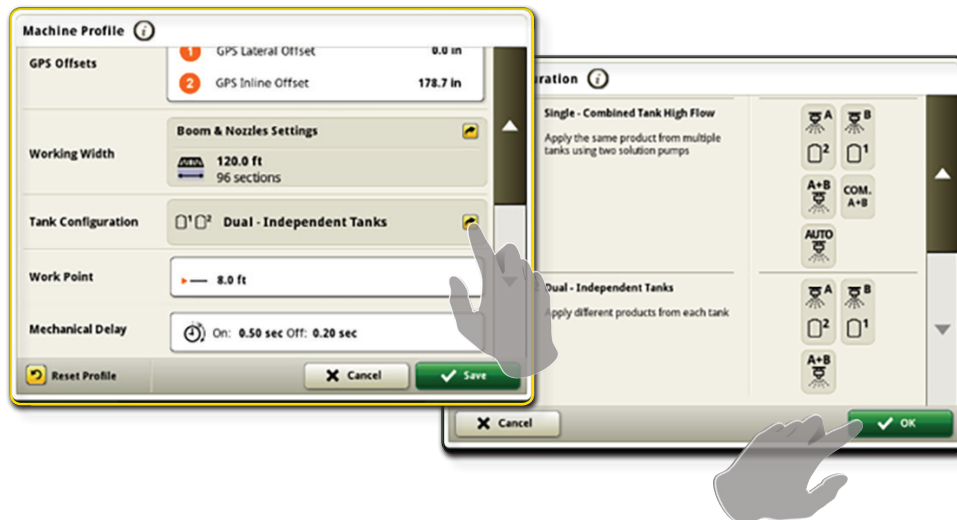 Machine Profile
GPS Offsets
1 GPS Lateral Offset 0.0 in
2 GPS Inline Offset 178.7 in
Working Width
Boom & Nozzles Settings
120.0 ft
96 sections
Tank Configuration
1 2 Dual - Independent Tanks
Work Point
8.0 ft
Mechanical Delay
On: 0.50 sec Off: 0.20 sec
Reset Profile
Cancel
Save
Single - Combined Tank High Flow
Apply the same product from multiple
tanks using two solution pumps
A B
2 1
A+B COM.
A+B
AUTO
Dual - Independent Tanks
Apply different products from each tank
A B
2 1
A+B
Cancel
OK